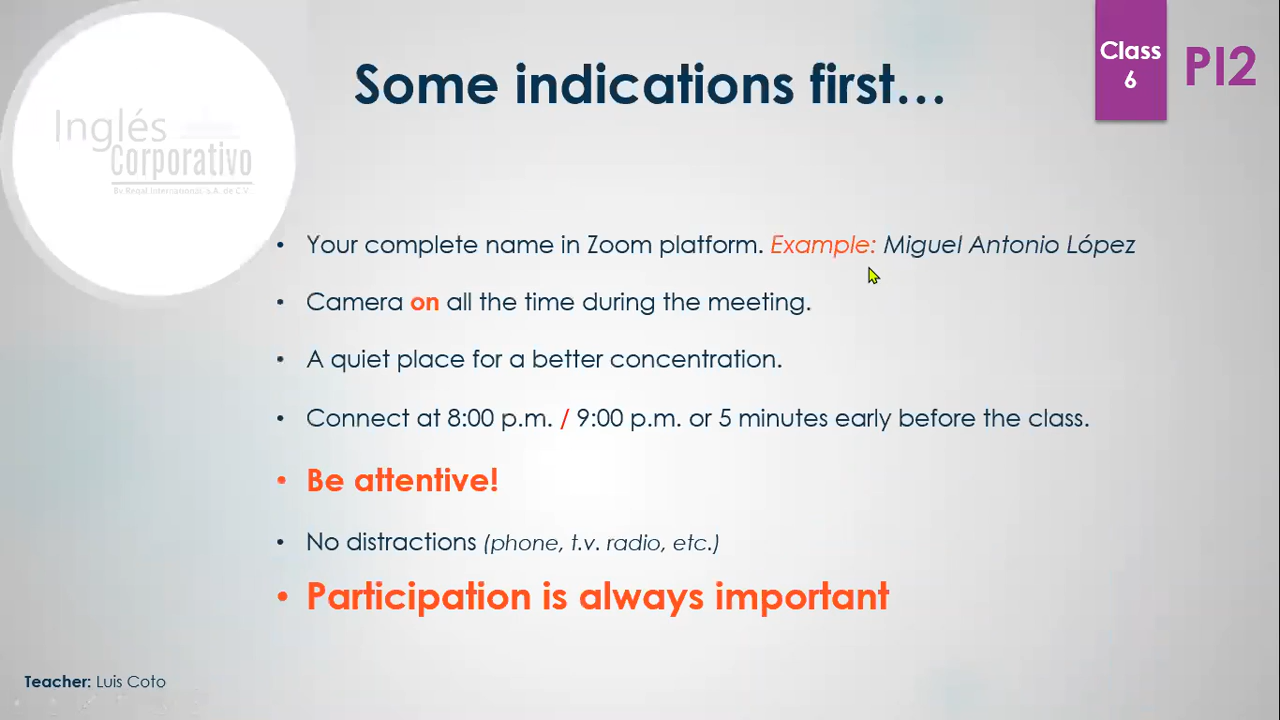 Some indications first…
Class
6
PI2
Inglés
Corporativo
By Regal International S.A. de C.V.
• Your complete name in Zoom platform. Example: Miguel Antonio López
• Camera on all the time during the meeting.
• A quiet place for a better concentration.
• Connect at 8:00 p.m. / 9:00 p.m. or 5 minutes early before the class.
• Be attentive!
• No distractions (phone, t.v. radio, etc.)
• Participation is always important
Teacher: Luis Coto